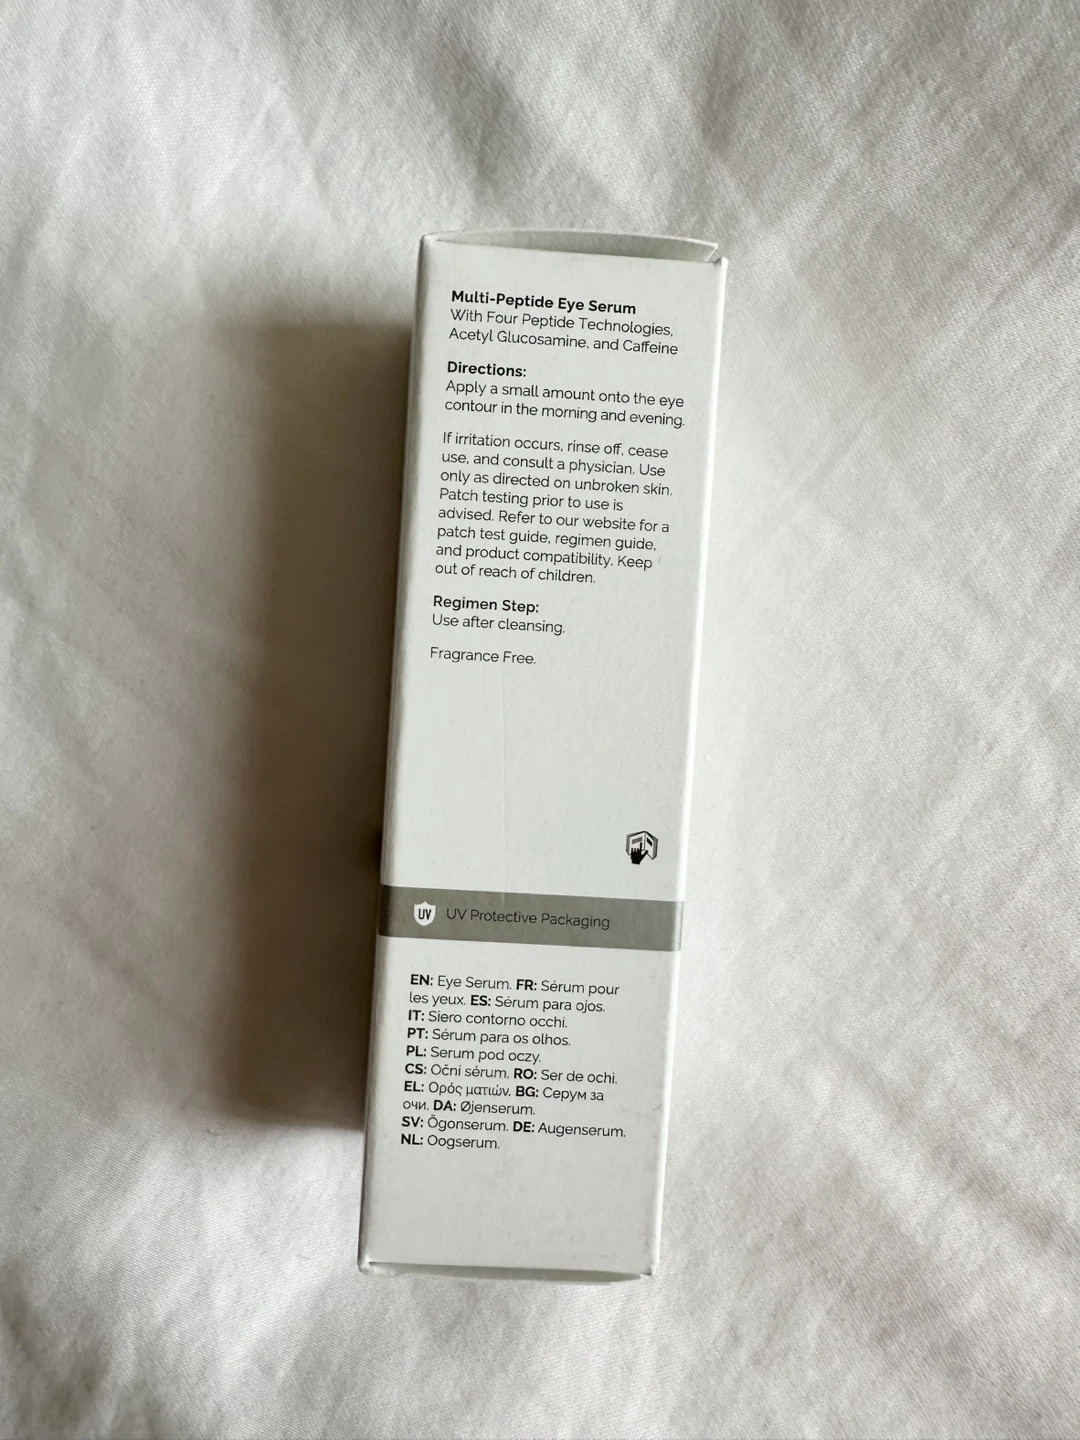 Multi-Peptide Eye Serum
With Four Peptide Technologies,
Acetyl Glucosamine, and Caffeine
Directions:
Apply a small amount onto the eye
contour in the morning and evening.
If irritation occurs, rinse off, cease
use, and consult a physician. Use
only as directed on unbroken skin.
Patch testing prior to use is
advised. Refer to our website for a
patch test guide, regimen guide,
and product compatibility. Keep
out of reach of children.
Regimen Step:
Use after cleansing.
Fragrance Free.
UV UV Protective Packaging
EN: Eye Serum. FR: Sérum pour
les yeux. ES: Sérum para ojos.
IT: Siero contorno occhi.
PT: Sérum para os olhos.
PL: Serum pod oczy.
CS: Oční sérum. RO: Ser de ochi.
EL: Ορός ματιών. BG: Серум за
очи. DA: Øjenserum.
SV: Ögonserum. DE: Augenserum.
NL: Oogserum.